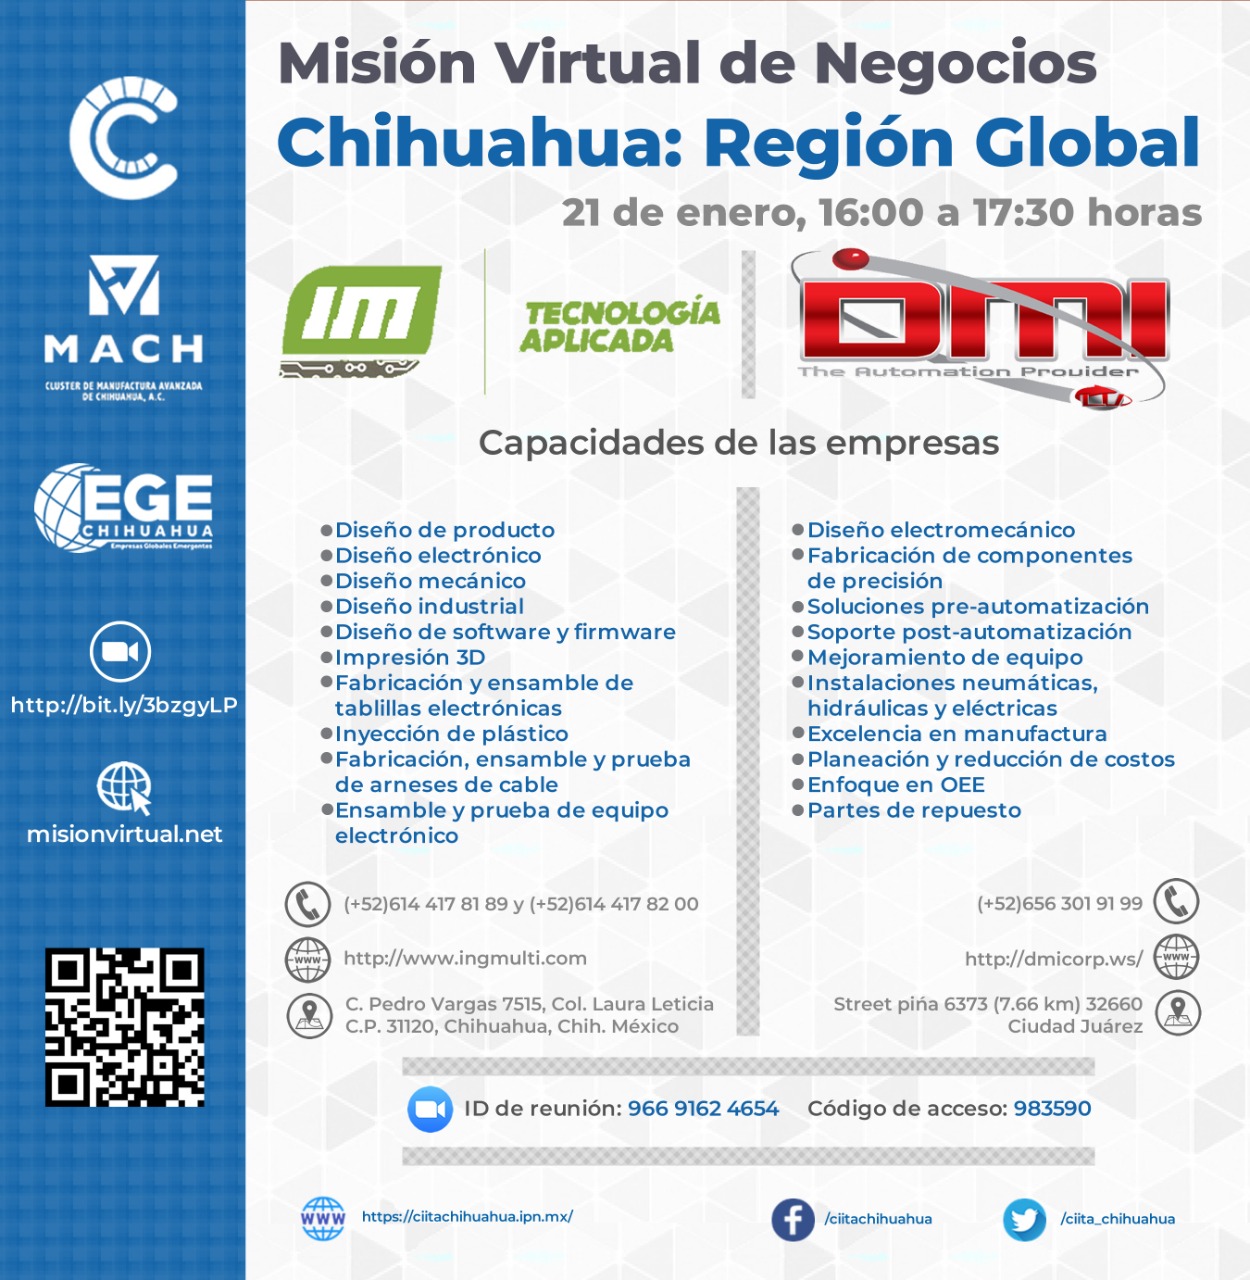 Misión Virtual de Negocios
Chihuahua: Región Global
21 de enero, 16:00 a 17:30 horas
MACH
CLUSTER DE MANUFACTURA AVANZADA
DE CHIHUAHUA, A.C.
EGE
CHIHUAHUA
Empresas Globales Emergentes
http://bit.ly/3bzgyLP
misionvirtual.net
IM
TECNOLOGÍA
APLICADA
DMI
The Automation Provider
Capacidades de las empresas
Diseño de producto
Diseño electrónico
Diseño mecánico
Diseño industrial
Diseño de software y firmware
Impresión 3D
Fabricación y ensamble de
tablillas electrónicas
Inyección de plástico
Fabricación, ensamble y prueba
de arneses de cable
Ensamble y prueba de equipo
electrónico
(+52)614 417 81 89 y (+52)614 417 82 00
www
http://www.ingmulti.com
C. Pedro Vargas 7515, Col. Laura Leticia
C.P. 31120, Chihuahua, Chih. México
Diseño electromecánico
Fabricación de componentes
de precisión
Soluciones pre-automatización
Soporte post-automatización
Mejoramiento de equipo
Instalaciones neumáticas,
hidráulicas y eléctricas
Excelencia en manufactura
Planeación y reducción de costos
Enfoque en OEE
Partes de repuesto
(+52)656 301 91 99
http://dmicorp.ws/
www
Street piña 6373 (7.66 km) 32660
Ciudad Juárez
ID de reunión: 966 9162 4654 Código de acceso: 983590
www
https://ciitachihuahua.ipn.mx/
/ciitachihuahua
/ciita_chihuahua